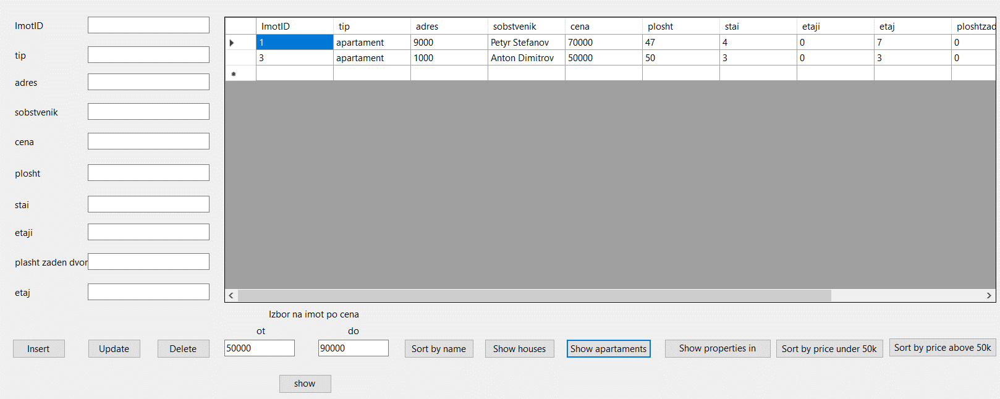 ImotID
tip
adres
sobstvenik
cena
plosht
stai
etaji
plasht zaden dvor
etaj
ImotID tip adres sobstvenik cena plosht stai etaji etaj ploshtzad
1 apartament 9000 Petyr Stefanov 70000 47 4 0 7 0
3 apartament 1000 Anton Dimitrov 50000 50 3 0 3 0
Izbor na imot po cena
ot do
50000 90000
Insert Update Delete Sort by name Show houses Show apartaments Show properties in Sort by price under 50k Sort by price above 50k
show